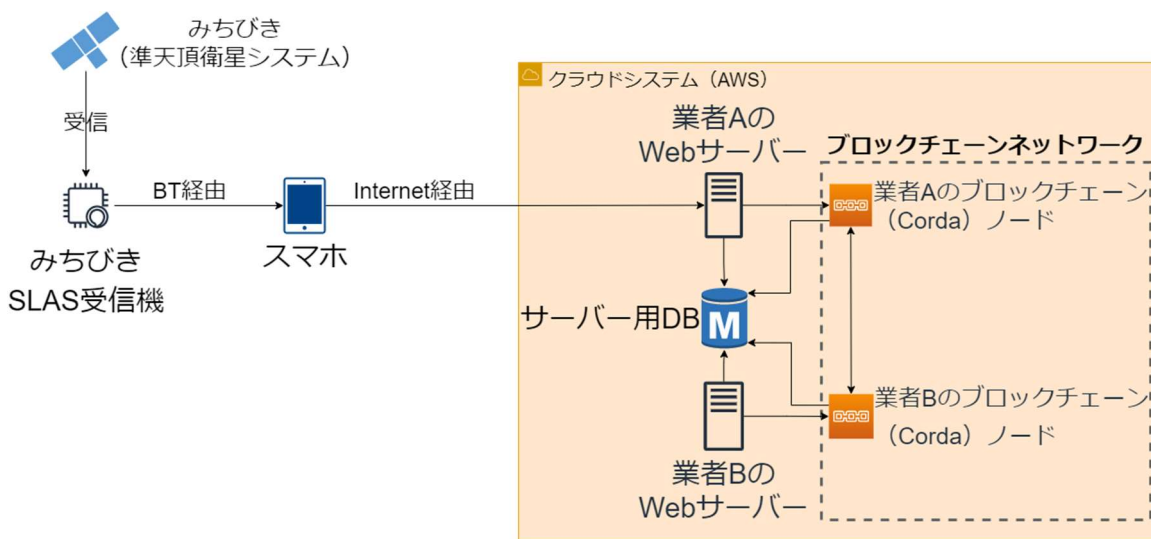 みちびき
（準天頂衛星システム）
受信
BT経由
Internet経由
みちびき
SLAS受信機
スマホ
クラウドシステム（AWS）
業者Aの
Webサーバー
ブロックチェーンネットワーク
業者Aのブロックチェーン
（Corda）ノード
サーバー用DB
M
業者Bのブロックチェーン
（Corda）ノード
業者Bの
Webサーバー